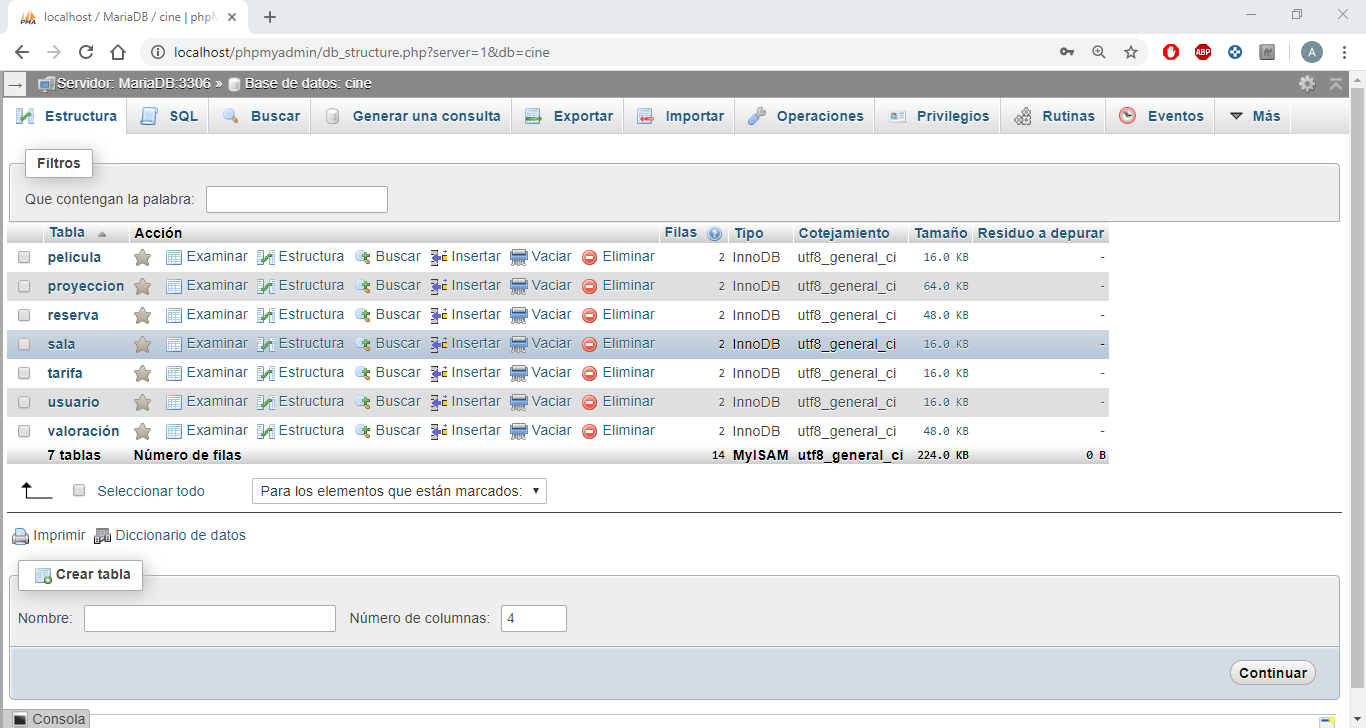 localhost / MariaDB / cine | phpM
localhost/phpmyadmin/db_structure.php?server=1&db=cine
ABP
A
Servidor: MariaDB:3306 » Base de datos: cine
Estructura SQL Buscar Generar una consulta Exportar Importar Operaciones Privilegios Rutinas Eventos Más
Filtros
Que contengan la palabra:
Tabla Acción Filas Tipo Cotejamiento Tamaño Residuo a depurar
pelicula Examinar Estructura Buscar Insertar Vaciar Eliminar 2 InnoDB utf8_general_ci 16.0 KB -
proyeccion Examinar Estructura Buscar Insertar Vaciar Eliminar 2 InnoDB utf8_general_ci 64.0 KB -
reserva Examinar Estructura Buscar Insertar Vaciar Eliminar 2 InnoDB utf8_general_ci 48.0 KB -
sala Examinar Estructura Buscar Insertar Vaciar Eliminar 2 InnoDB utf8_general_ci 16.0 KB -
tarifa Examinar Estructura Buscar Insertar Vaciar Eliminar 2 InnoDB utf8_general_ci 16.0 KB -
usuario Examinar Estructura Buscar Insertar Vaciar Eliminar 2 InnoDB utf8_general_ci 16.0 KB -
valoración Examinar Estructura Buscar Insertar Vaciar Eliminar 2 InnoDB utf8_general_ci 48.0 KB -
7 tablas Número de filas 14 MyISAM utf8_general_ci 224.0 KB 0 B
Seleccionar todo Para los elementos que están marcados:
Imprimir Diccionario de datos
Crear tabla
Nombre: Número de columnas: 4
Continuar
Consola